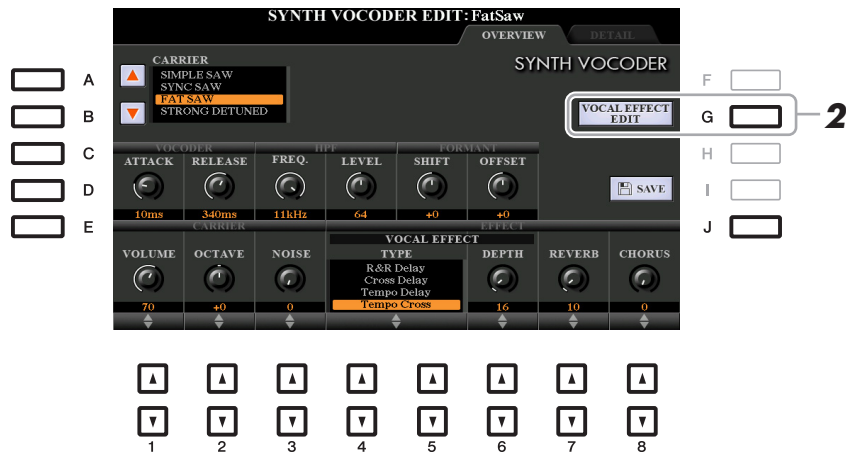 SYNTH VOCODER EDIT: FatSaw
OVERVIEW DETAIL
CARRIER
SIMPLE SAW
SYNC SAW
FAT SAW
STRONG DETUNED
SYNTH VOCODER
VOCAL EFFECT
EDIT
2
A
B
C
D
E
F
G
H
I
J
VOCODER HPF FORMANT
ATTACK RELEASE FREQ. LEVEL SHIFT OFFSET
10ms 340ms 11kHz 64 +0 +0
SAVE
CARRIER EFFECT
VOCAL EFFECT
VOLUME OCTAVE NOISE TYPE DEPTH REVERB CHORUS
R&R Delay
Cross Delay
Tempo Delay
Tempo Cross
70 +0 0 16 10 0
1 2 3 4 5 6 7 8